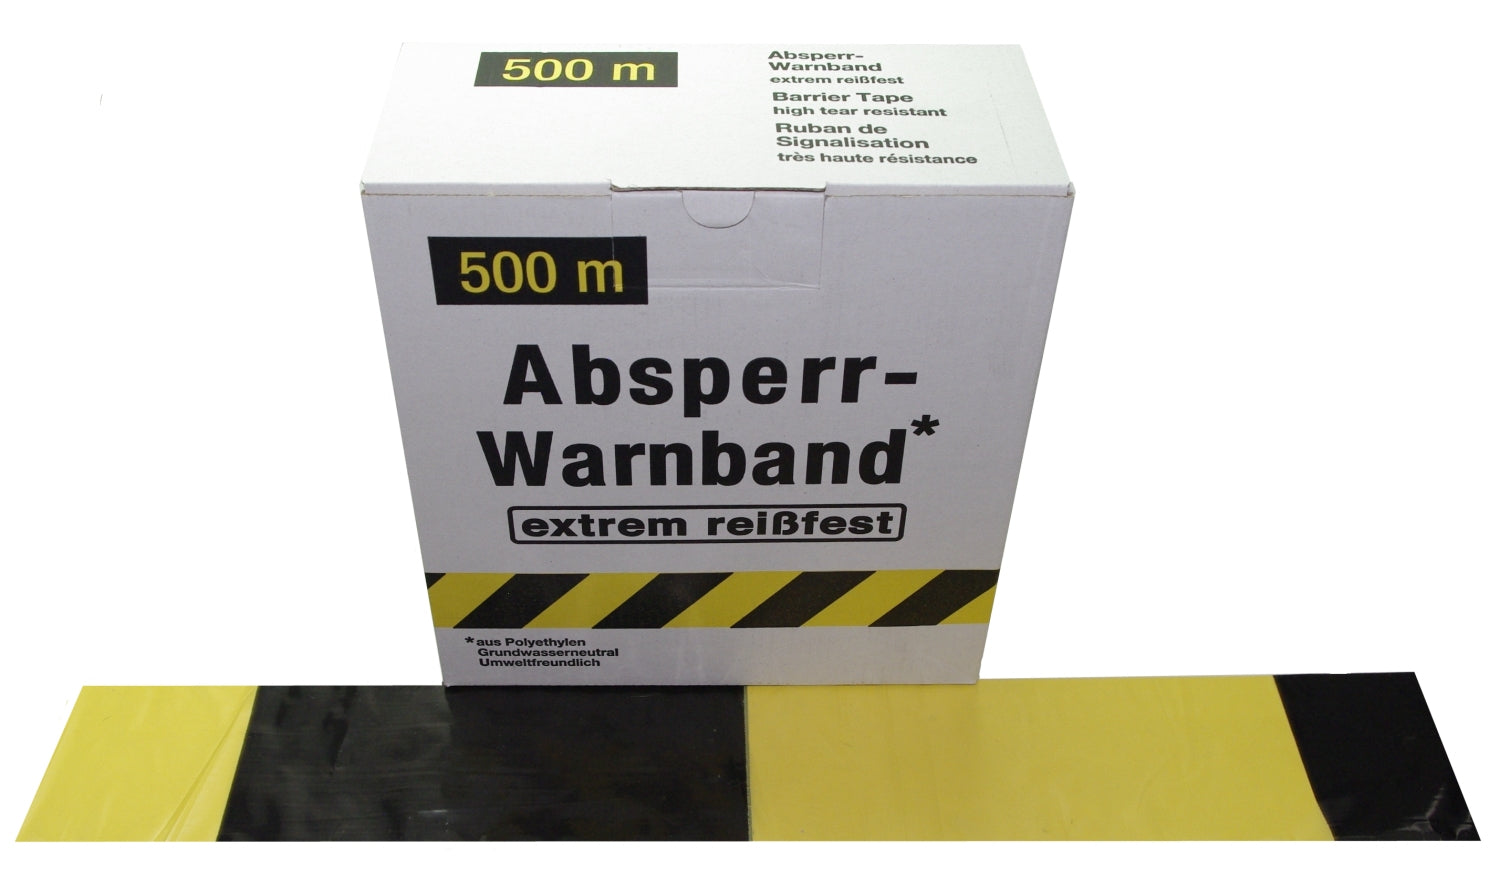 500 m
Absperr-
Warnband
extrem reißfest
Barrier Tape
high tear resistant
Ruban de
Signalisation
très haute résistance
500 m
Absperr-
Warnband*
extrem reißfest
*aus Polyethylen
Grundwasserneutral
Umweltfreundlich